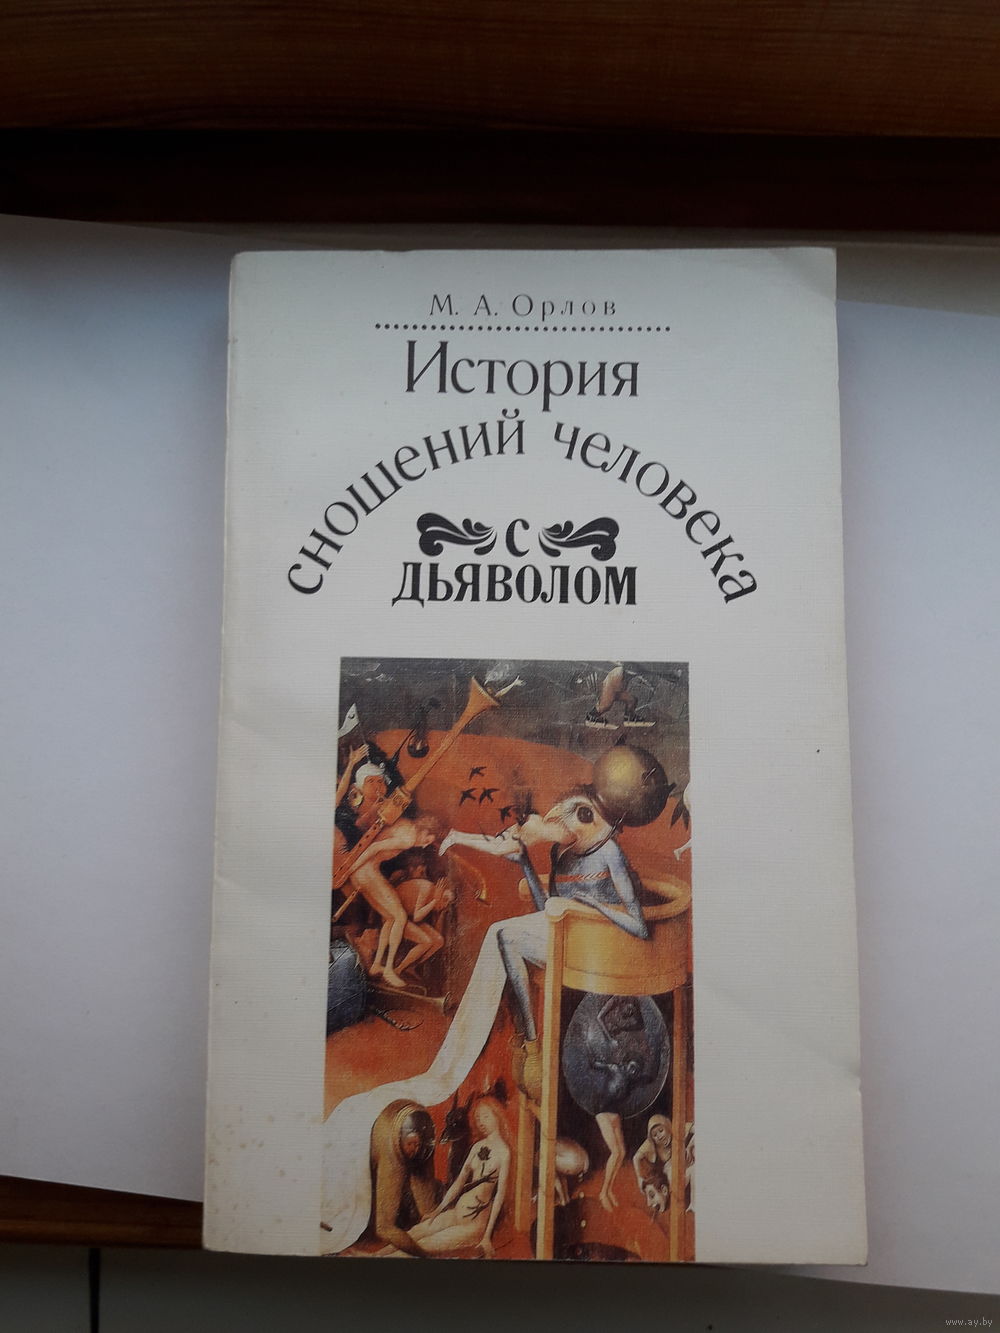 М. А. Орлов
История
сношений человека
с
дьяволом
www.ay.by